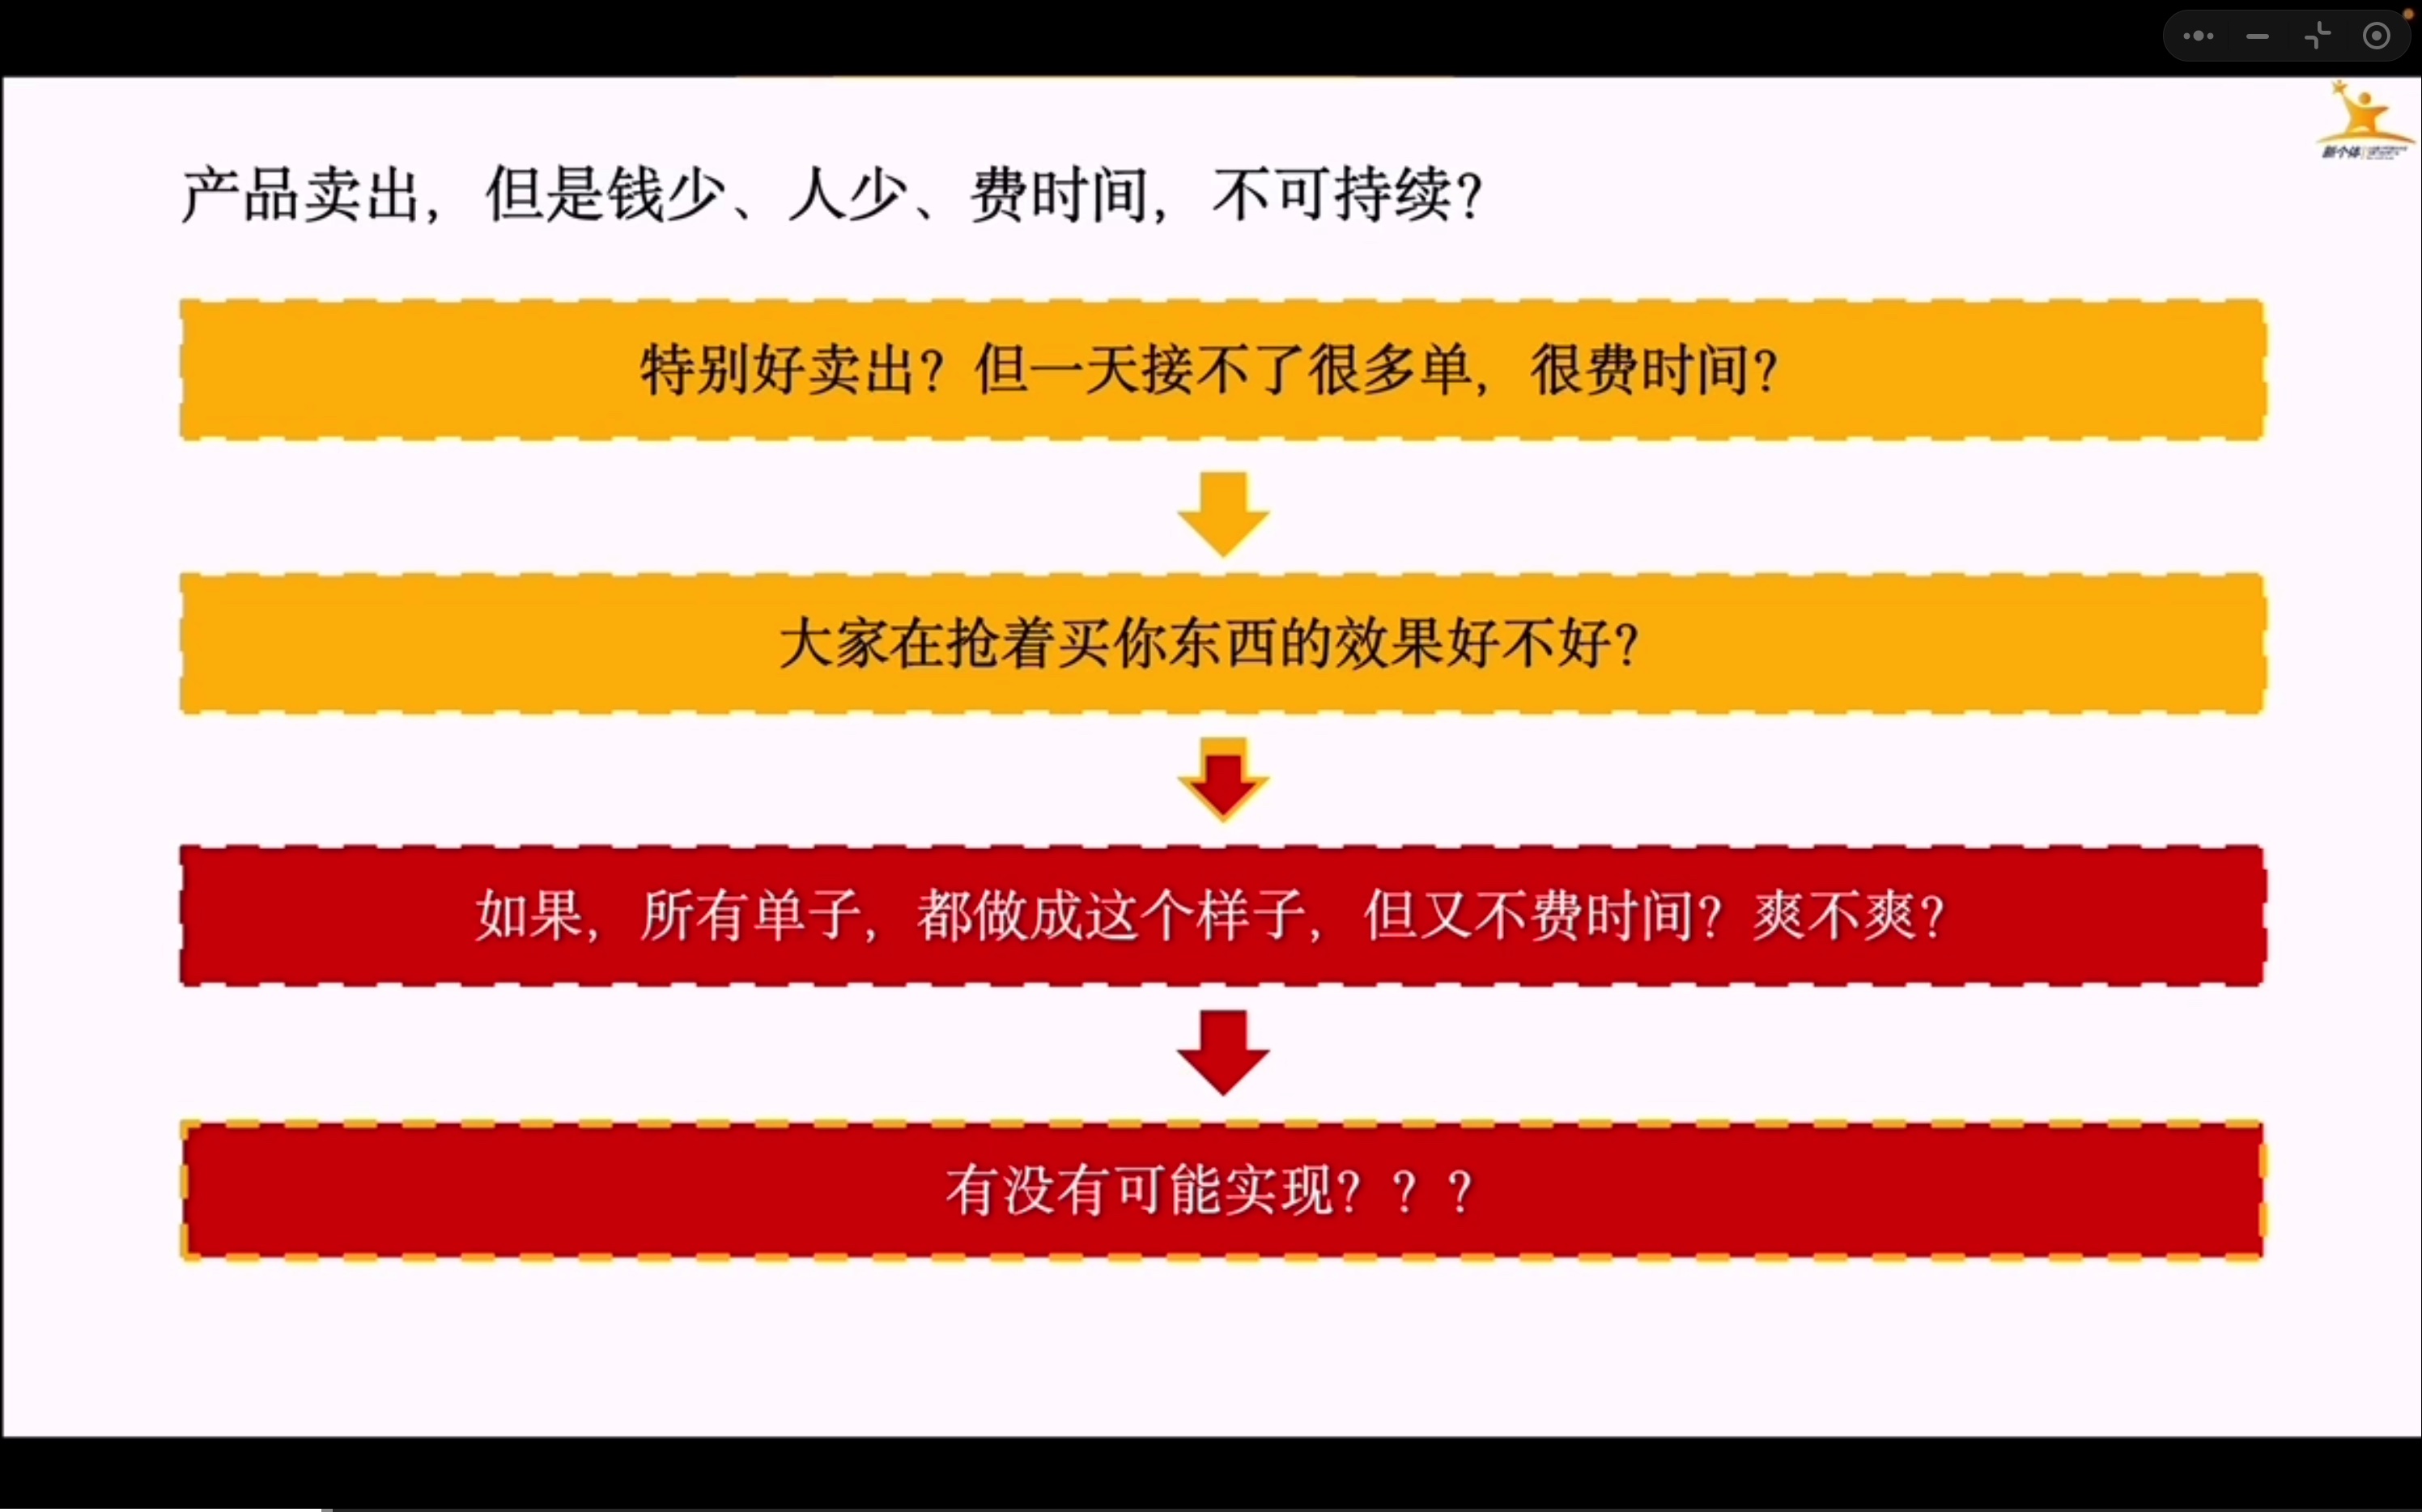 产品卖出，但是钱少、人少、费时间，不可持续？
特别好卖出？但一天接不了很多单，很费时间？
大家在抢着买你东西的效果好不好？
如果，所有单子，都做成这个样子，但又不费时间？爽不爽？
有没有可能实现？？？
新个体